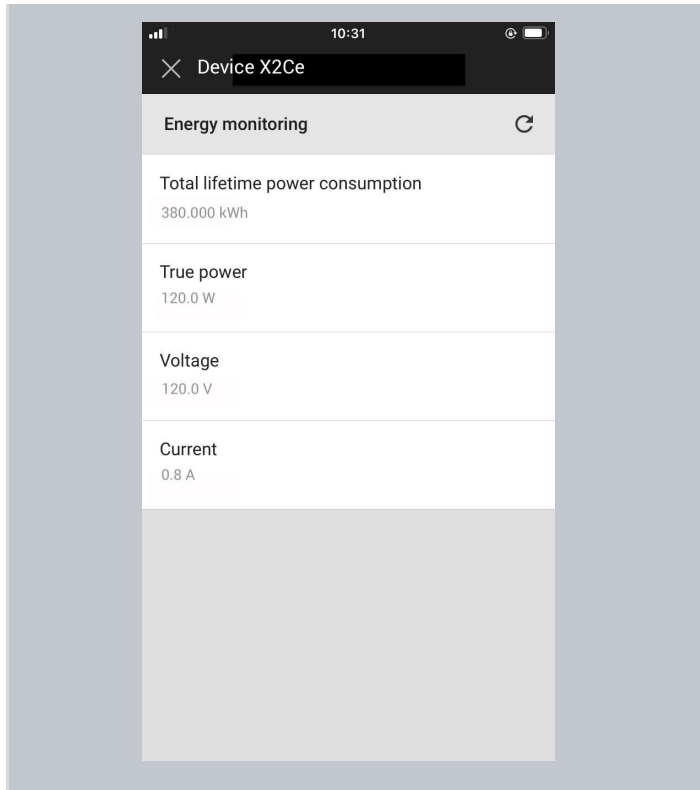 10:31
Device X2Ce
Energy monitoring
Total lifetime power consumption
380.000 kWh
True power
120.0 W
Voltage
120.0 V
Current
0.8 A